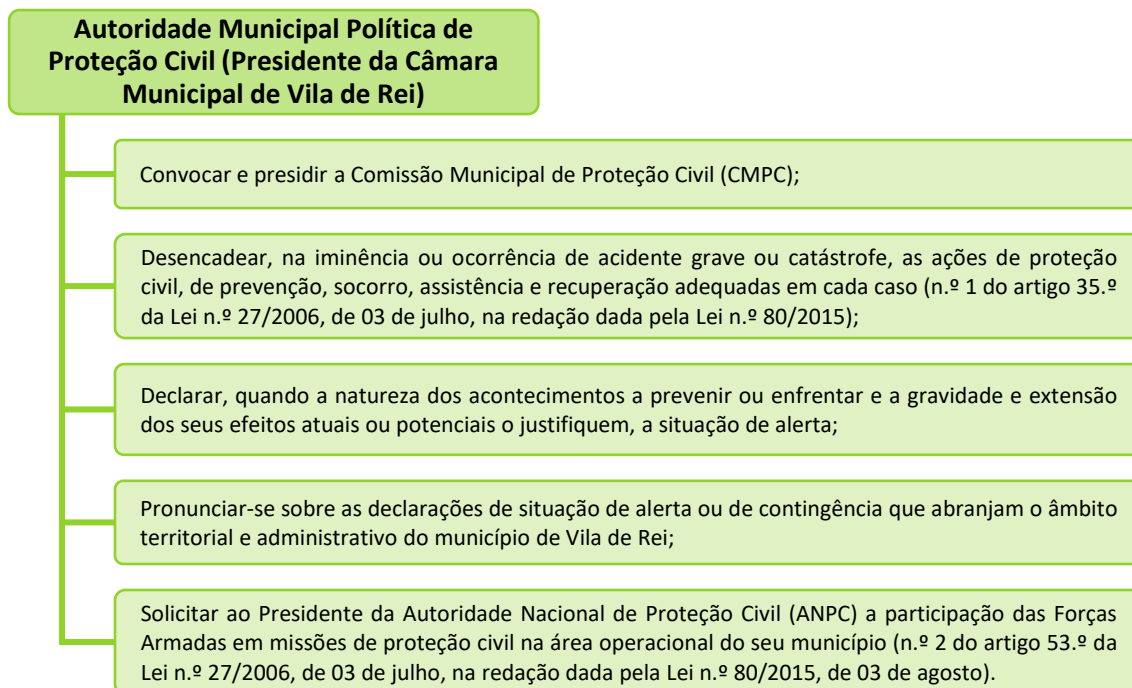 Autoridade Municipal Política de
Proteção Civil (Presidente da Câmara
Municipal de Vila de Rei)
Convocar e presidir a Comissão Municipal de Proteção Civil (CMPC);
Desencadear, na iminência ou ocorrência de acidente grave ou catástrofe, as ações de proteção
civil, de prevenção, socorro, assistência e recuperação adequadas em cada caso (n.º 1 do artigo 35.º
da Lei n.º 27/2006, de 03 de julho, na redação dada pela Lei n.º 80/2015);
Declarar, quando a natureza dos acontecimentos a prevenir ou enfrentar e a gravidade e extensão
dos seus efeitos atuais ou potenciais o justifiquem, a situação de alerta;
Pronunciar-se sobre as declarações de situação de alerta ou de contingência que abranjam o âmbito
territorial e administrativo do município de Vila de Rei;
Solicitar ao Presidente da Autoridade Nacional de Proteção Civil (ANPC) a participação das Forças
Armadas em missões de proteção civil na área operacional do seu município (n.º 2 do artigo 53.º da
Lei n.º 27/2006, de 03 de julho, na redação dada pela Lei n.º 80/2015, de 03 de agosto).